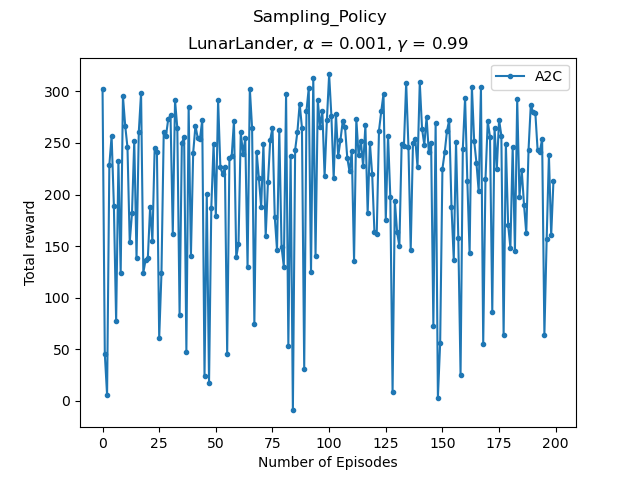 Sampling_Policy
LunarLander, α = 0.001, γ = 0.99
A2C
Total reward
300
250
200
150
100
50
0
0 25 50 75 100 125 150 175 200
Number of Episodes